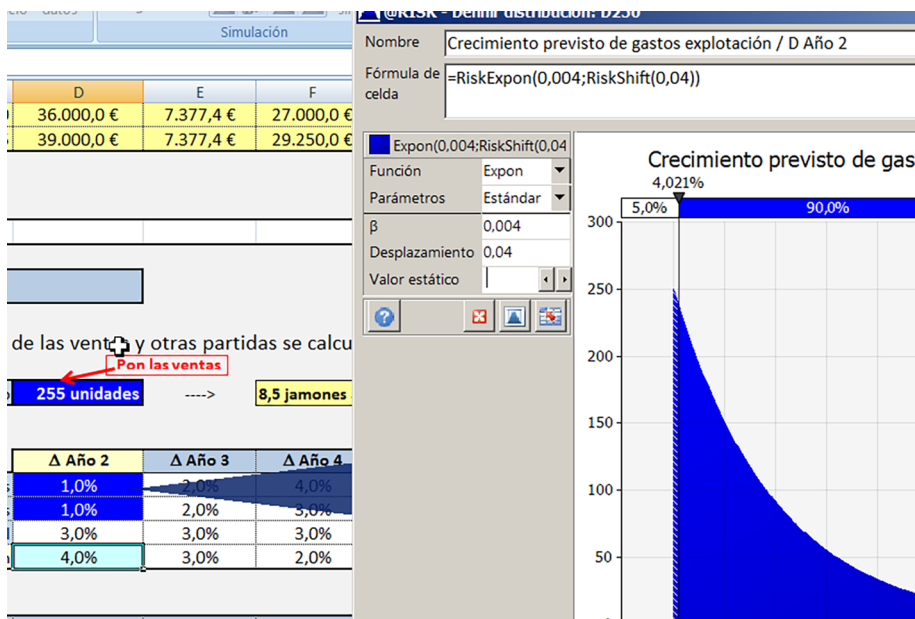 datos
Simulación
D E F
36.000,0 € 7.377,4 € 27.000,0 €
39.000,0 € 7.377,4 € 29.250,0 €
de las ventas y otras partidas se calcu
Pon las ventas
255 unidades ----> 8,5 jamones
Δ Año 2 Δ Año 3 Δ Año 4
1,0% 2,0% 4,0%
1,0% 2,0% 3,0%
3,0% 3,0% 3,0%
4,0% 3,0% 2,0%
@RISK - Definir distribución: D230
Nombre Crecimiento previsto de gastos explotación / D Año 2
Fórmula de celda =RiskExpon(0,004;RiskShift(0,04))
Expon(0,004;RiskShift(0,04
Función Expon
Parámetros Estándar
β 0,004
Desplazamiento 0,04
Valor estático
Crecimiento previsto de gas
4,021%
5,0% 90,0%
300
250
200
150
100
50